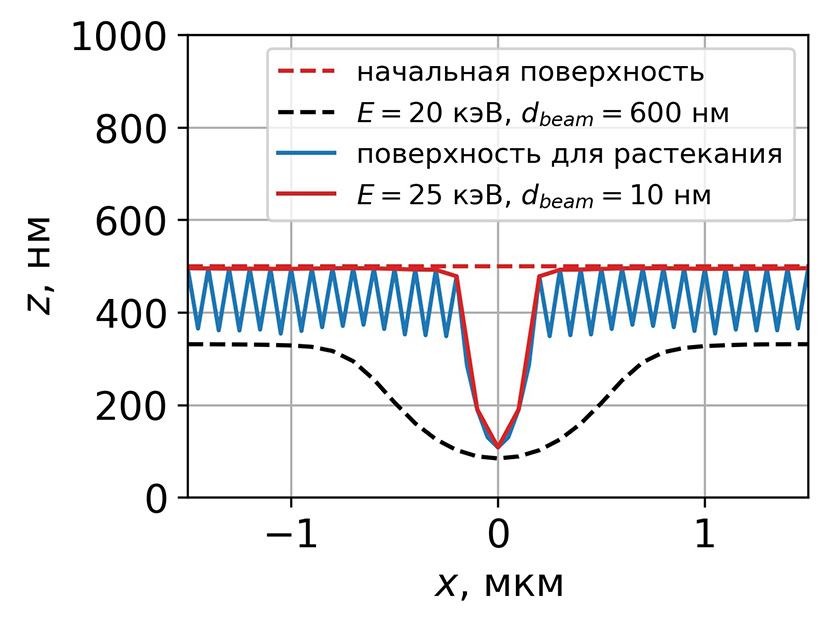 1000
800
600
400
200
0
z, нм
начальная поверхность
E = 20 кэВ, d_beam = 600 нм
поверхность для растекания
E = 25 кэВ, d_beam = 10 нм
−1 0 1
x, мкм